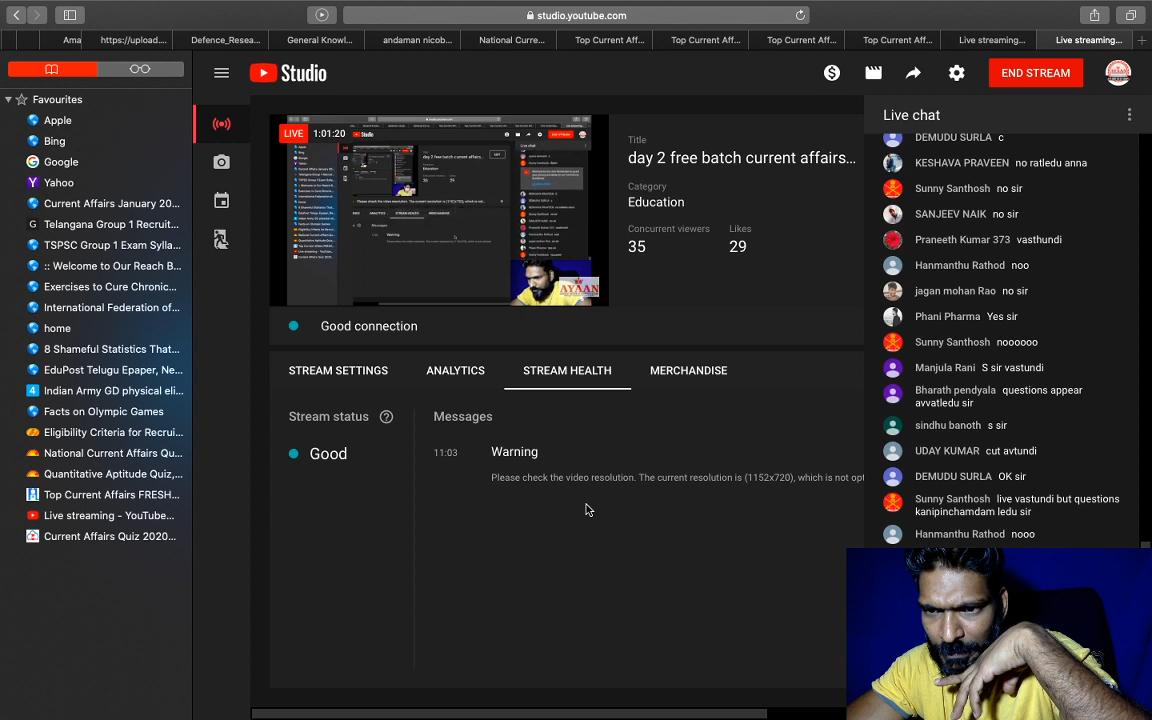 studio.youtube.com
Ama
https://upload....
Defence_Resea...
General Knowl...
andaman nicob...
National Curre...
Top Current Aff...
Top Current Aff...
Top Current Aff...
Top Current Aff...
Live streaming...
Live streaming...
Favourites
Apple
Bing
Google
Yahoo
Current Affairs January 20...
Telangana Group 1 Recruit...
TSPSC Group 1 Exam Sylla...
:: Welcome to Our Reach B...
Exercises to Cure Chronic...
International Federation of...
home
8 Shameful Statistics That...
EduPost Telugu Epaper, Ne...
Indian Army GD physical eli...
Facts on Olympic Games
Eligibility Criteria for Recrui...
National Current Affairs Qu...
Quantitative Aptitude Quiz,...
Top Current Affairs FRESH...
Live streaming - YouTube...
Current Affairs Quiz 2020...
Studio
END STREAM
LIVE 1:01:20
AYAAN
Good connection
Title
day 2 free batch current affairs...
Category
Education
Concurrent viewers
Likes
35
29
STREAM SETTINGS
ANALYTICS
STREAM HEALTH
MERCHANDISE
Stream status
Good
Messages
11:03
Warning
Please check the video resolution. The current resolution is (1152x720), which is not opt
Live chat
DEMUDU SURLA c
KESHAVA PRAVEEN no ratledu anna
Sunny Santhosh no sir
SANJEEV NAIK no sir
Praneeth Kumar 373 vasthundi
Hanmanthu Rathod noo
jagan mohan Rao no sir
Phani Pharma Yes sir
Sunny Santhosh noooooo
Manjula Rani S sir vastundi
Bharath pendyala questions appear
avvatledu sir
sindhu banoth s sir
UDAY KUMAR cut avtundi
DEMUDU SURLA OK sir
Sunny Santhosh live vastundi but questions
kanipinchamdam ledu sir
Hanmanthu Rathod nooo